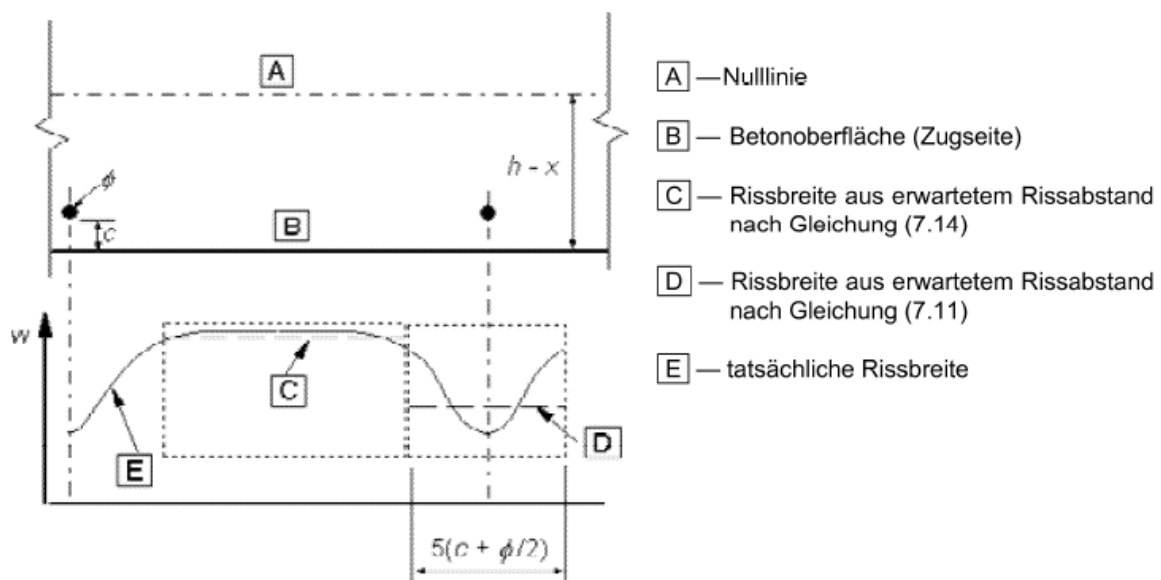 A
h – x
ϕ
c
B
w
C
D
E
5(c + ϕ/2)
A — Nulllinie
B — Betonoberfläche (Zugseite)
C — Rissbreite aus erwartetem Rissabstand
nach Gleichung (7.14)
D — Rissbreite aus erwartetem Rissabstand
nach Gleichung (7.11)
E — tatsächliche Rissbreite